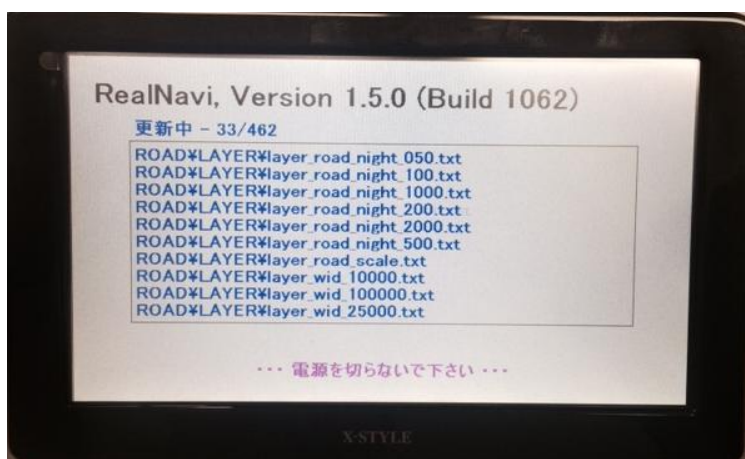 RealNavi, Version 1.5.0 (Build 1062)
更新中 - 33/462
ROAD¥LAYER¥layer_road_night_050.txt
ROAD¥LAYER¥layer_road_night_100.txt
ROAD¥LAYER¥layer_road_night_1000.txt
ROAD¥LAYER¥layer_road_night_200.txt
ROAD¥LAYER¥layer_road_night_2000.txt
ROAD¥LAYER¥layer_road_night_500.txt
ROAD¥LAYER¥layer_road_scale.txt
ROAD¥LAYER¥layer_wid_10000.txt
ROAD¥LAYER¥layer_wid_100000.txt
ROAD¥LAYER¥layer_wid_25000.txt
··· 電源を切らないで下さい ···
X-STYLE